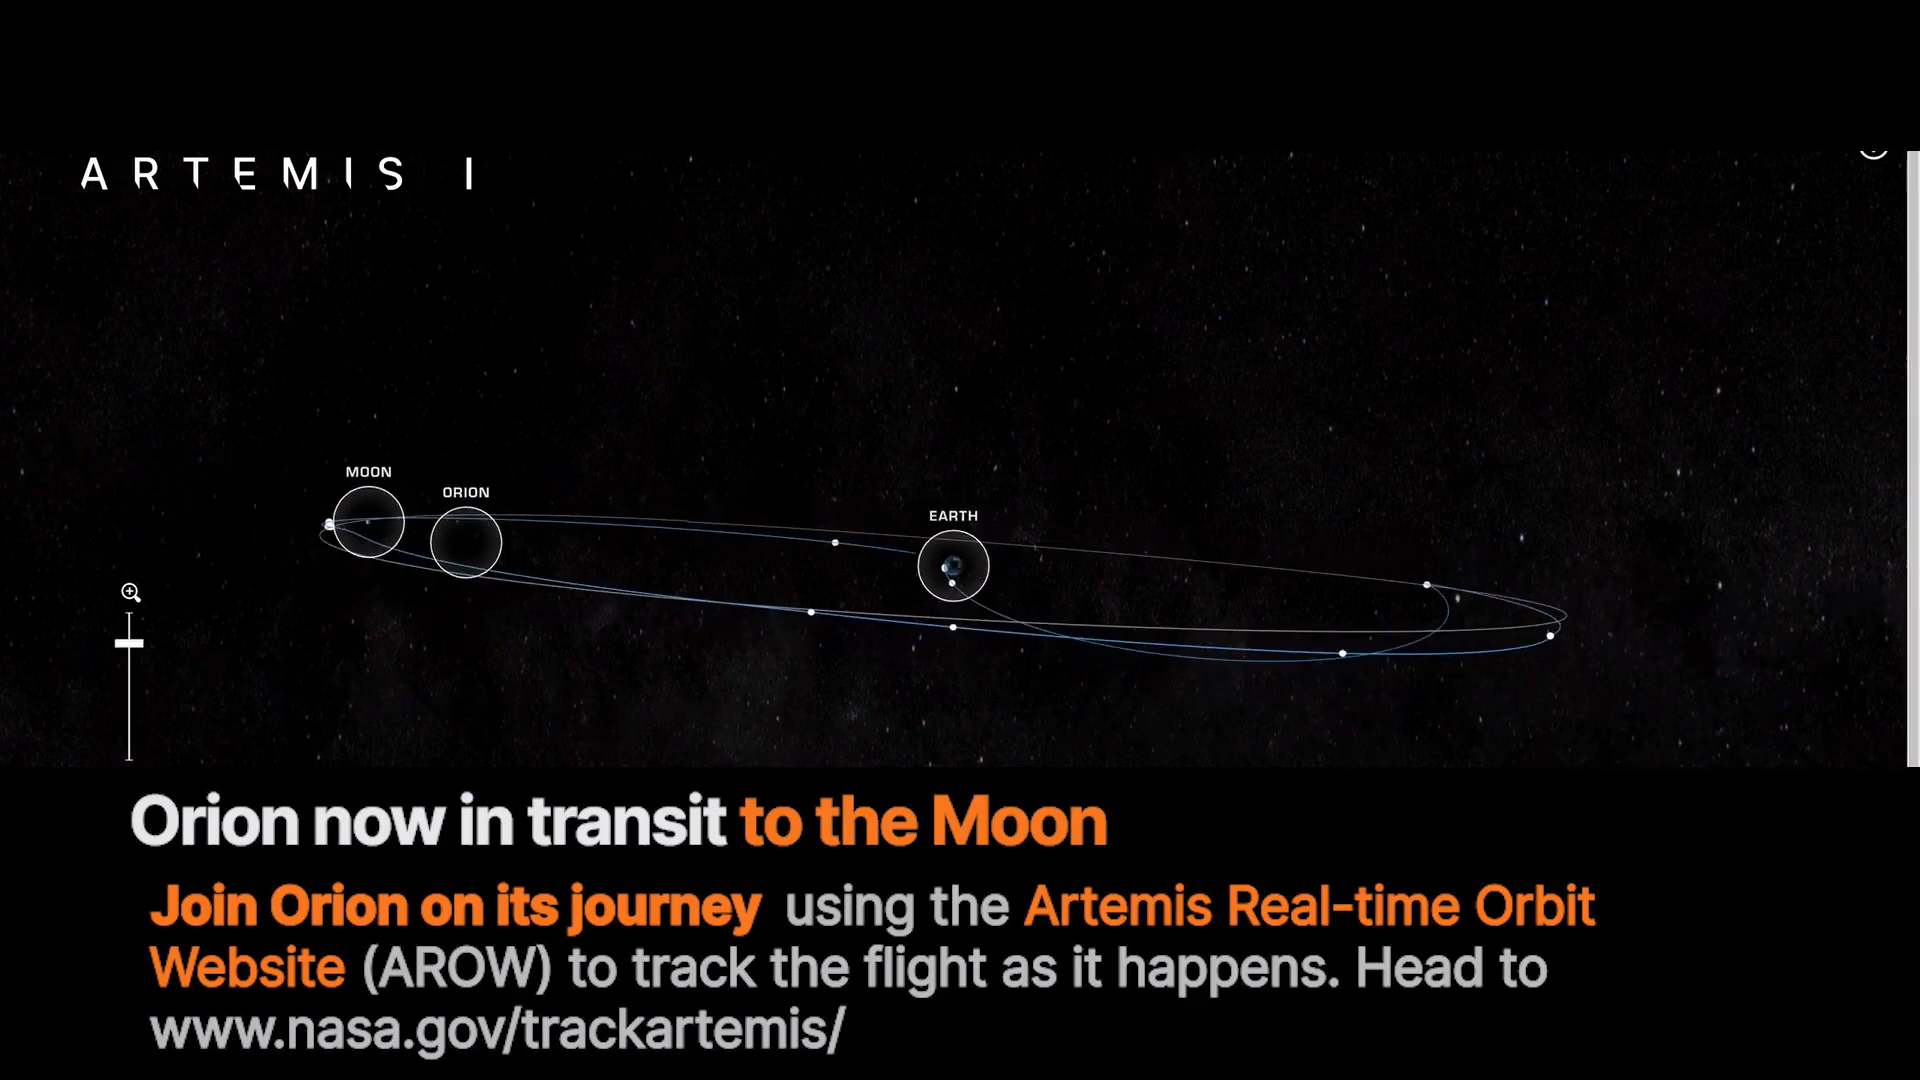 ARTEMIS I
MOON
ORION
EARTH
Orion now in transit to the Moon
Join Orion on its journey using the Artemis Real-time Orbit
Website (AROW) to track the flight as it happens. Head to
www.nasa.gov/trackartemis/